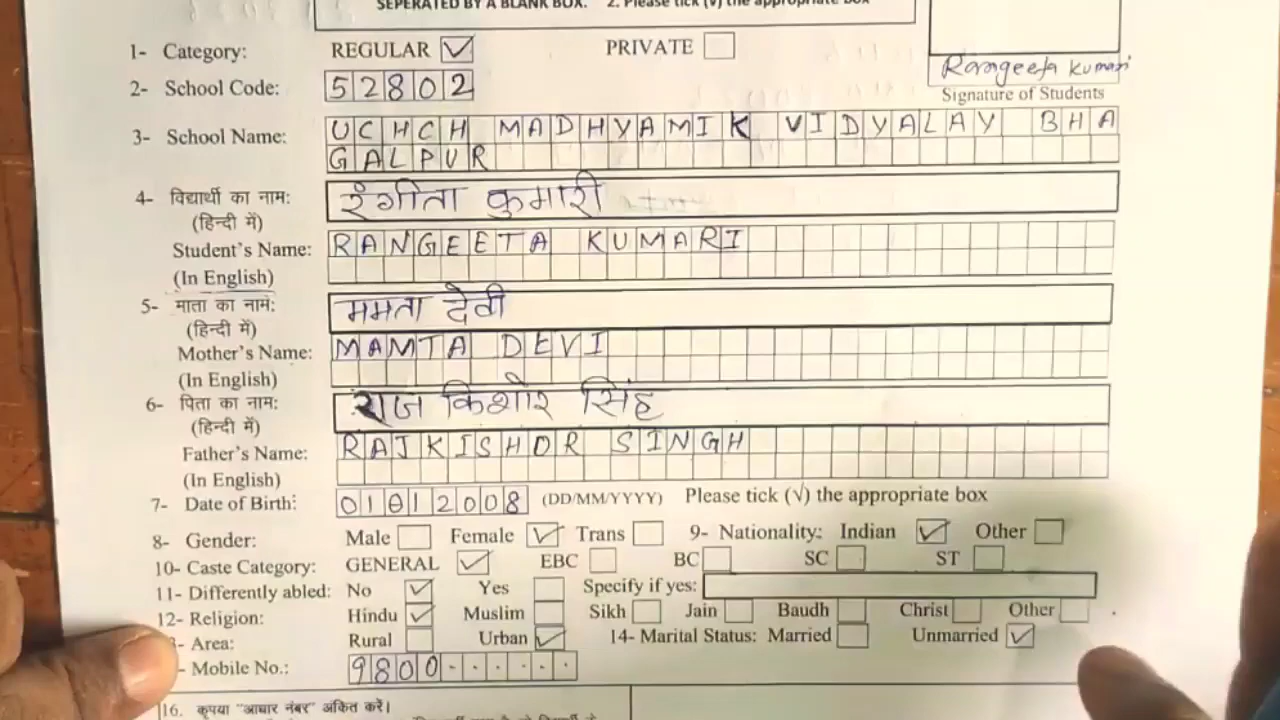 SEPERATED BY A BLANK BOX. 2. Please tick (√) the appropriate box
1- Category: REGULAR ✓ PRIVATE
Rangeeta Kumari
2- School Code: 52802
Signature of Students
3- School Name: UCHCH MADHYAMIK VIDYALAY BHA
GALPUR
4- विद्यार्थी का नाम: रंगीता कुमारी
(हिन्दी में)
Student's Name: RANGEETA KUMARI
(In English)
5- माता का नाम: ममता देवी
(हिन्दी में)
Mother's Name: MAMTA DEVI
(In English)
6- पिता का नाम: राज किशोर सिंह
(हिन्दी में)
Father's Name: RAJKISHOR SINGH
(In English)
7- Date of Birth: 01012008 (DD/MM/YYYY) Please tick (√) the appropriate box
8- Gender: Male Female ✓ Trans 9- Nationality: Indian ✓ Other
10- Caste Category: GENERAL ✓ EBC BC SC ST
11- Differently abled: No ✓ Yes Specify if yes:
12- Religion: Hindu ✓ Muslim Sikh Jain Baudh Christ Other
- Area: Rural Urban ✓ 14- Marital Status: Married Unmarried ✓
- Mobile No.: 9800------
16. कृपया "आधार नंबर" अंकित करें।